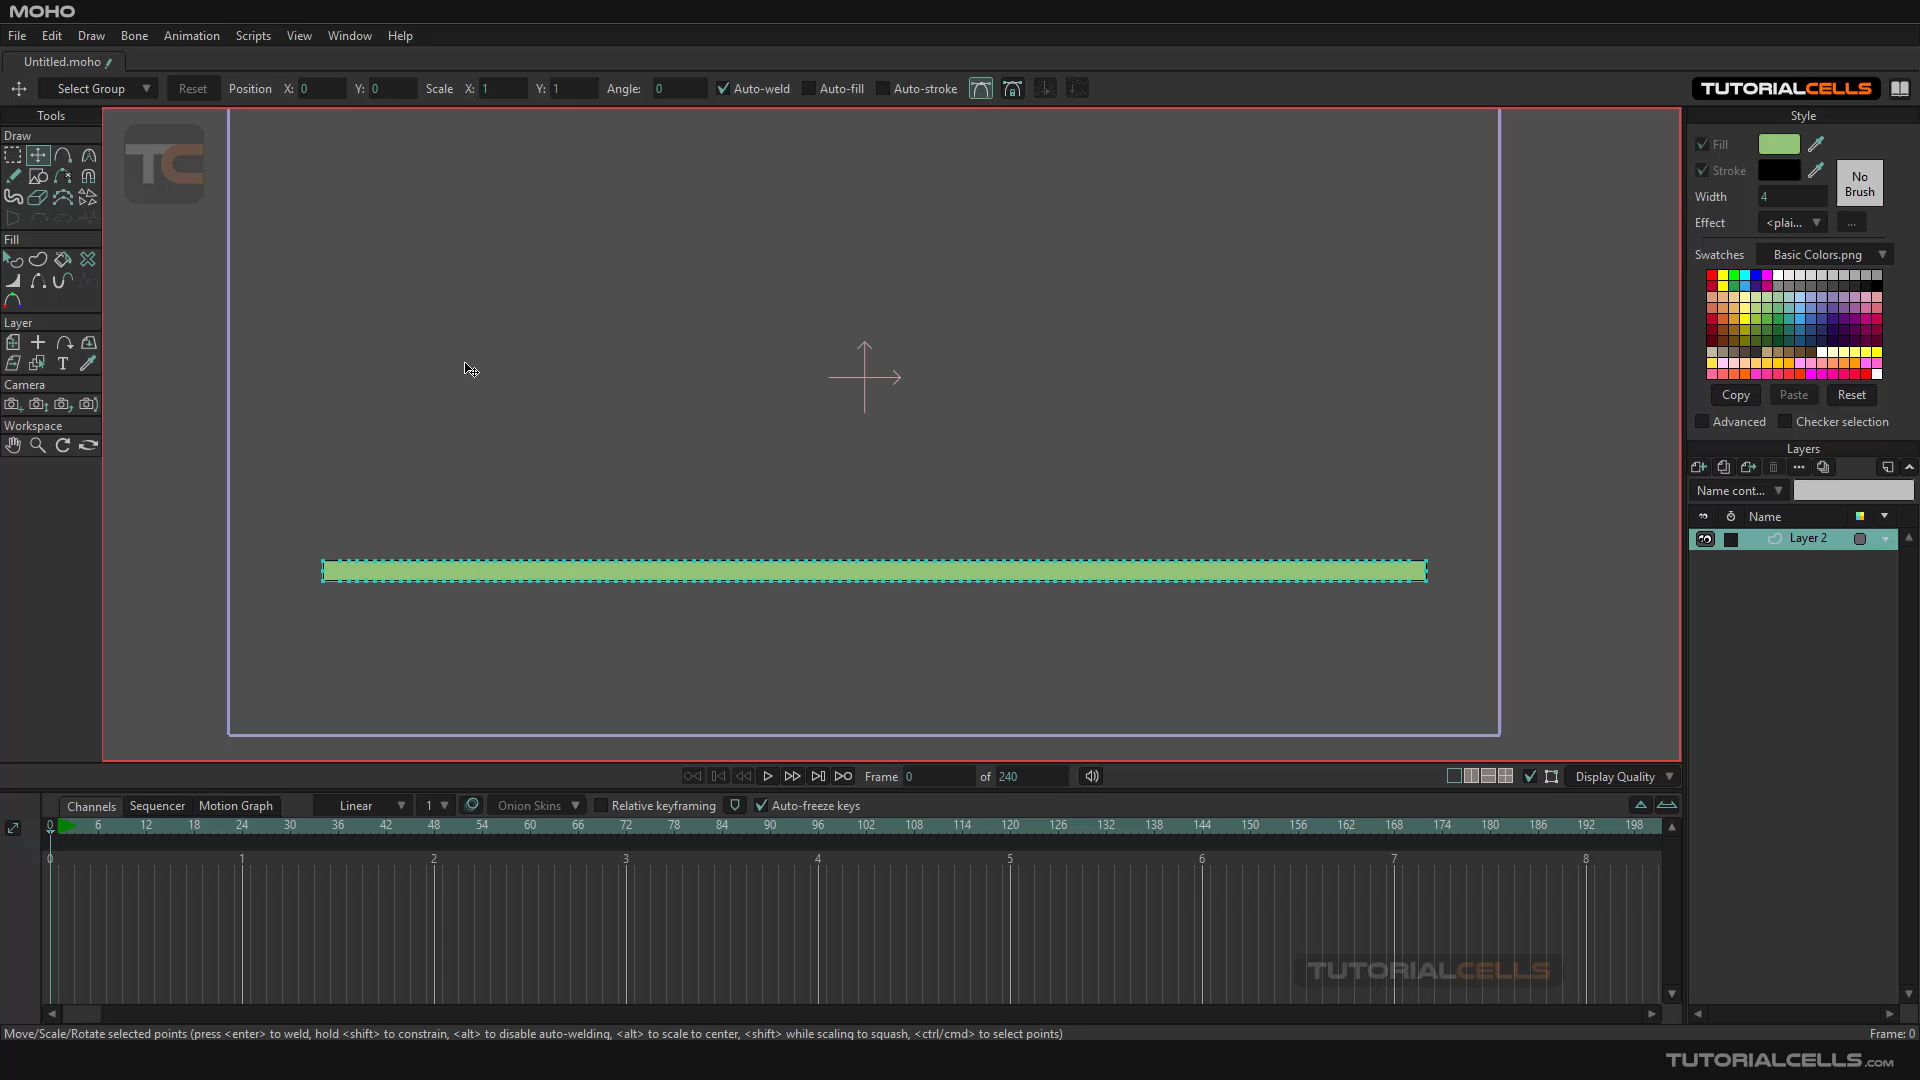 MOHO
File Edit Draw Bone Animation Scripts View Window Help
Untitled.moho
Select Group Reset Position X: 0 Y: 0 Scale X: 1 Y: 1 Angle: 0 Auto-weld Auto-fill Auto-stroke TUTORIALCELLS
Tools
Draw
Fill
Layer
Camera
Workspace
TC
Style
Fill
Stroke
No
Brush
Width 4
Effect <plai... ...
Swatches Basic Colors.png
Copy Paste Reset
Advanced Checker selection
Layers
Name cont...
Name
Layer 2
Frame 0 of 240 Display Quality
Channels Sequencer Motion Graph Linear 1 Onion Skins Relative keyframing Auto-freeze keys
0 6 12 18 24 30 36 42 48 54 60 66 72 78 84 90 96 102 108 114 120 126 132 138 144 150 156 162 168 174 180 186 192 198
0 1 2 3 4 5 6 7 8
TUTORIALCELLS
Move/Scale/Rotate selected points (press <enter> to weld, hold <shift> to constrain, <alt> to disable auto-welding, <alt> to scale to center, <shift> while scaling to squash, <ctrl/cmd> to select points) Frame: 0
TUTORIALCELLS.COM